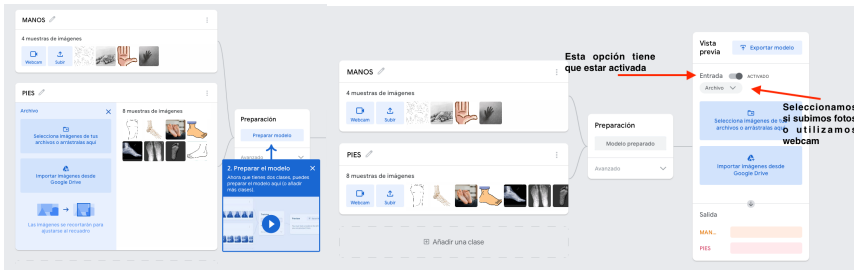 MANOS
4 muestras de imágenes
Webcam
Subir
PIES
Archivo
Selecciona imágenes de tus
archivos o arrástralas aquí
Importar imágenes desde
Google Drive
Las imágenes se recortarán para
ajustarse al recuadro
8 muestras de imágenes
Preparación
Preparar modelo
Avanzado
2. Preparar el modelo
Ahora que tienes dos clase, puedes
preparar el modelo aquí (o añadir
más clases).
MANOS
4 muestras de imágenes
Webcam
Subir
PIES
8 muestras de imágenes
Webcam
Subir
Añadir una clase
Preparación
Modelo preparado
Avanzado
Esta opción tiene
que estar activada
Vista
previa
Exportar modelo
Entrada
ACTIVADO
Archivo
Seleccionamos
si subimos fotos
o utilizamos
webcam
Selecciona imágenes de tus
archivos o arrástralas aquí
Importar imágenes desde
Google Drive
Salida
MAN...
PIES